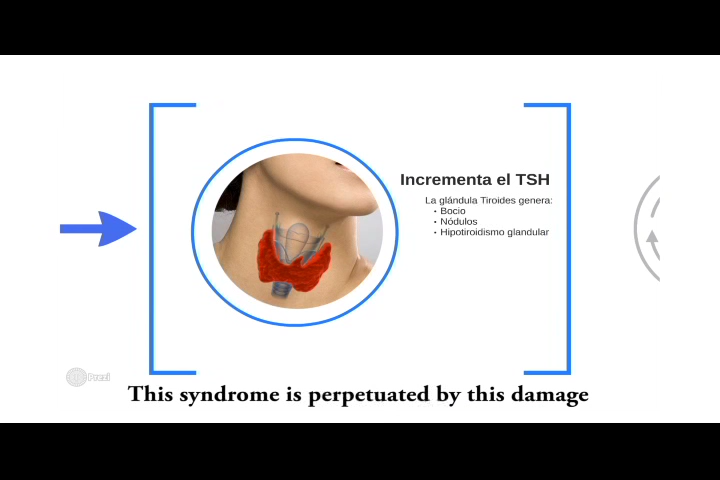 Incrementa el TSH
La glándula Tiroides genera:
• Bocio
• Nódulos
• Hipotiroidismo glandular
Prezi
This syndrome is perpetuated by this damage